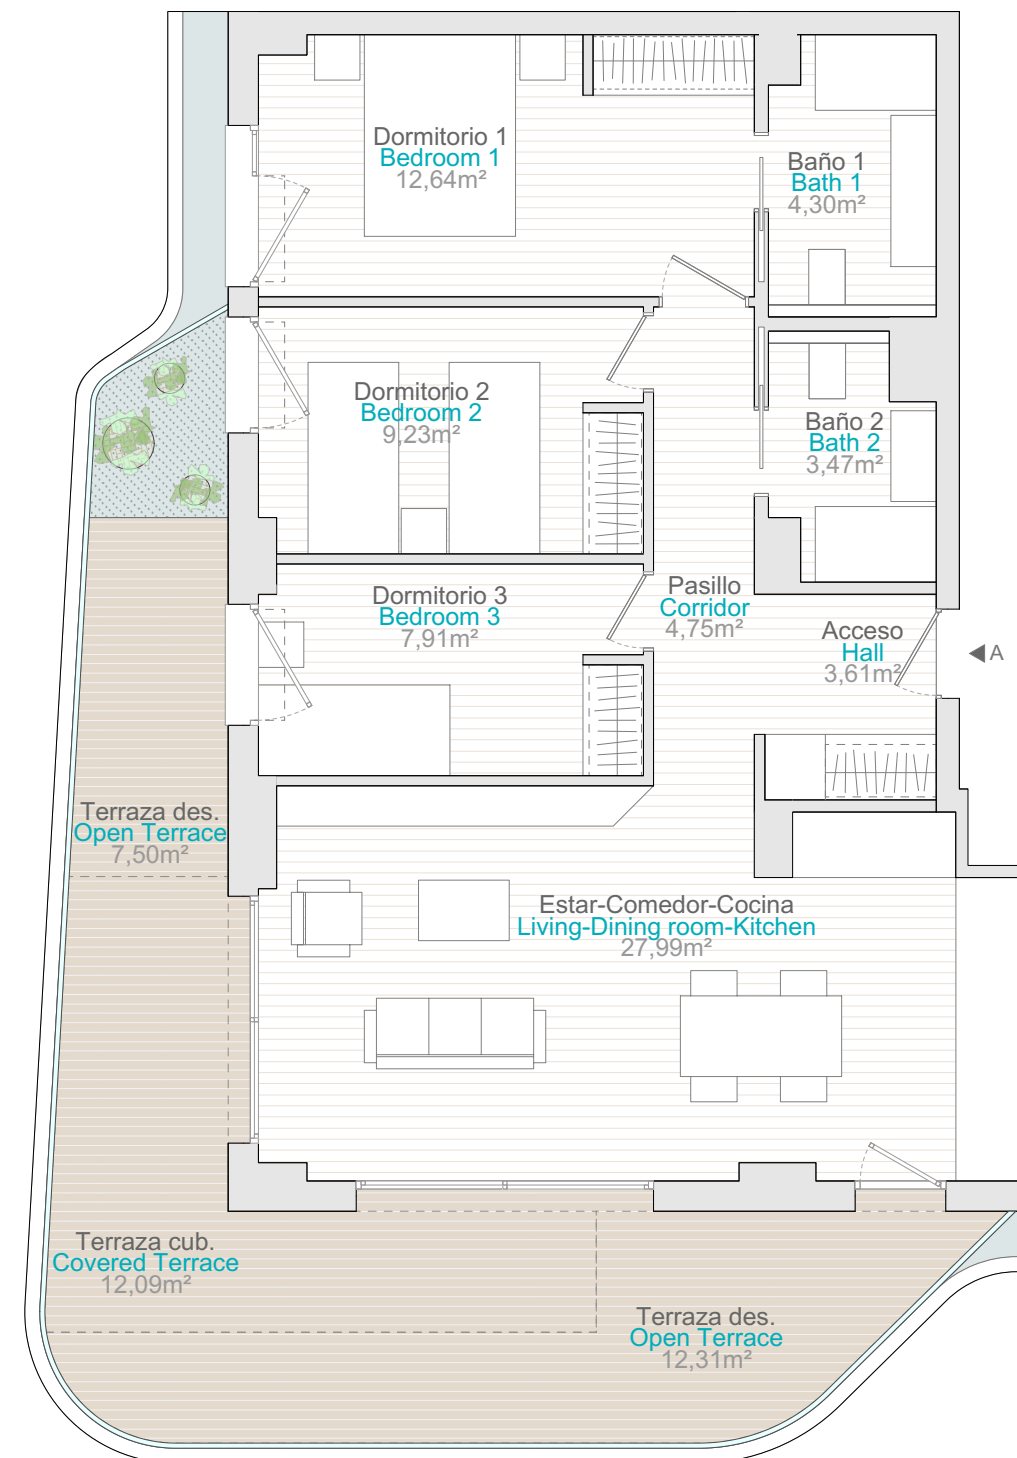 Dormitorio 1
Bedroom 1
12,64m²
Baño 1
Bath 1
4,30m²
Dormitorio 2
Bedroom 2
9,23m²
Baño 2
Bath 2
3,47m²
Dormitorio 3
Bedroom 3
7,91m²
Pasillo
Corridor
4,75m²
Acceso
Hall
3,61m²
A
Terraza des.
Open Terrace
7,50m²
Estar-Comedor-Cocina
Living-Dining room-Kitchen
27,99m²
Terraza cub.
Covered Terrace
12,09m²
Terraza des.
Open Terrace
12,31m²